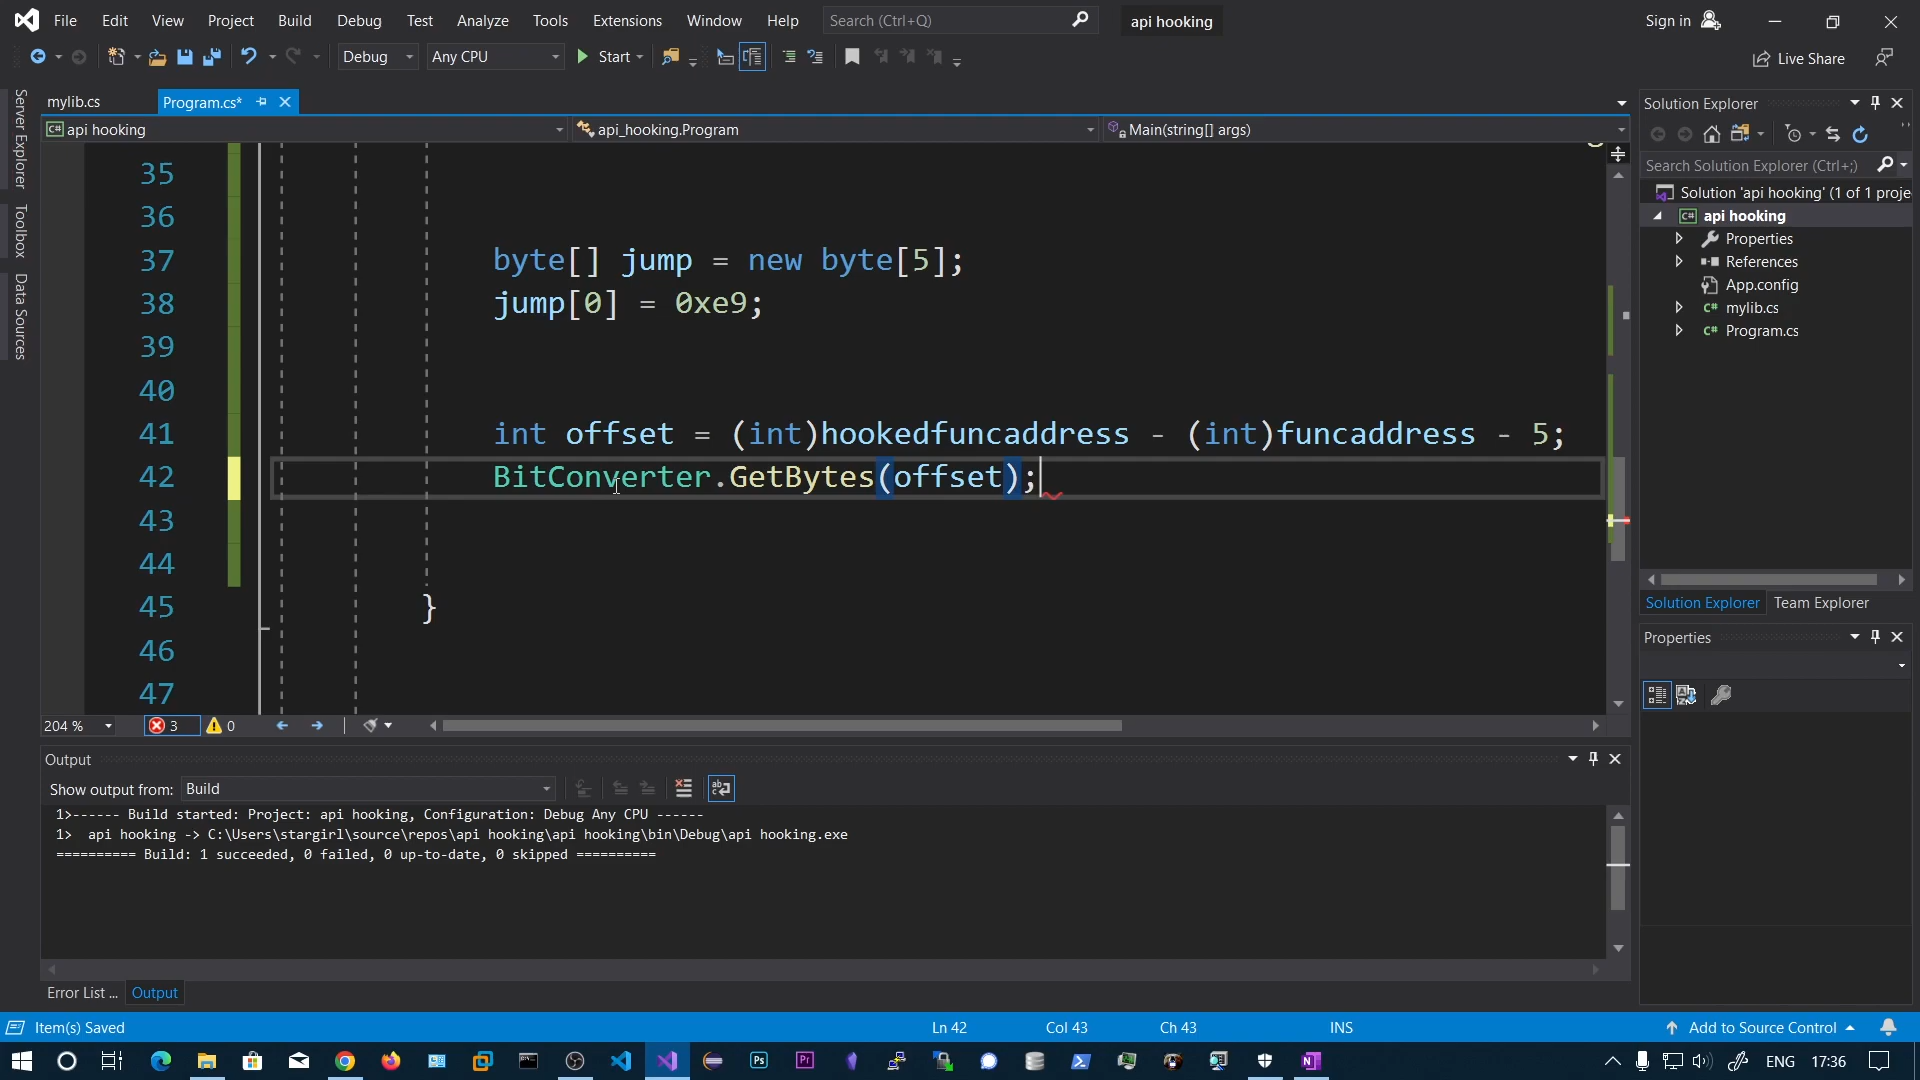 File Edit View Project Build Debug Test Analyze Tools Extensions Window Help Search (Ctrl+Q) api hooking Sign in
Debug Any CPU Start Live Share
Server Explorer
Toolbox
Data Sources
mylib.cs Program.cs*
api hooking api_hooking.Program Main(string[] args)
35
36
37 byte[] jump = new byte[5];
38 jump[0] = 0xe9;
39
40
41 int offset = (int)hookedfuncaddress - (int)funcaddress - 5;
42 BitConverter.GetBytes(offset);
43
44
45 }
46
47
204 % 3 0
Output
Show output from: Build
1>------ Build started: Project: api hooking, Configuration: Debug Any CPU ------
1>  api hooking -> C:\Users\stargirl\source\repos\api hooking\api hooking\bin\Debug\api hooking.exe
========== Build: 1 succeeded, 0 failed, 0 up-to-date, 0 skipped ==========
Error List ... Output
Solution Explorer
Search Solution Explorer (Ctrl+;)
Solution 'api hooking' (1 of 1 proje
C# api hooking
Properties
References
App.config
C# mylib.cs
C# Program.cs
Solution Explorer Team Explorer
Properties
Item(s) Saved Ln 42 Col 43 Ch 43 INS Add to Source Control
Ps Pr N ENG 17:36